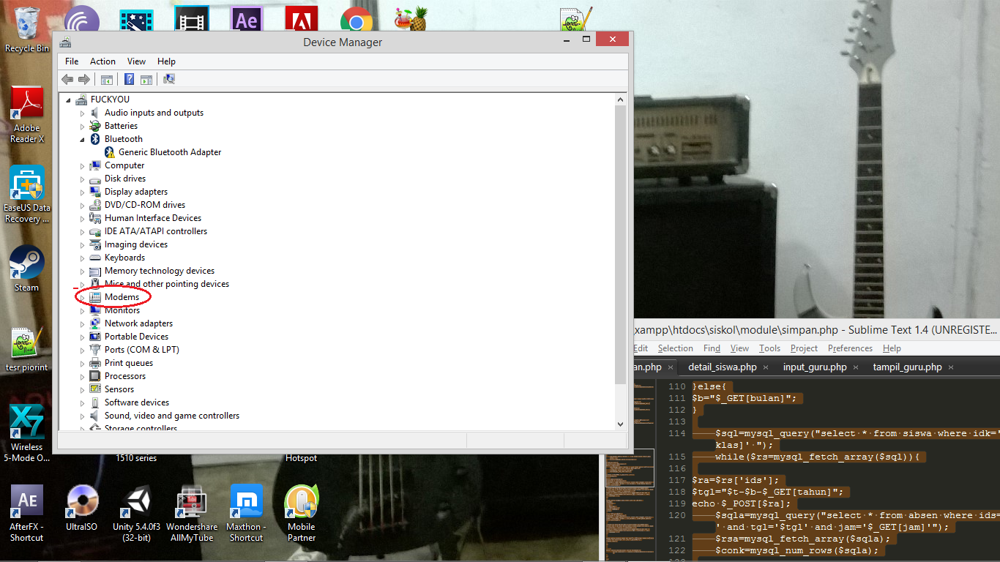 Ae
Device Manager
File Action View Help
FUCKYOU
Audio inputs and outputs
Batteries
Bluetooth
Generic Bluetooth Adapter
Computer
Disk drives
Display adapters
DVD/CD-ROM drives
Human Interface Devices
IDE ATA/ATAPI controllers
Imaging devices
Keyboards
Memory technology devices
Mice and other pointing devices
Modems
Monitors
Network adapters
Portable Devices
Ports (COM & LPT)
Print queues
Processors
Sensors
Software devices
Sound, video and game controllers
Storage controllers
Recycle Bin
Adobe
Reader X
EaseUS Data
Recovery ...
Steam
tesr piorint
X7
Wireless
5-Mode O...
1510 series
Hotspot
AE
AfterFX -
Shortcut
UltraISO
Unity 5.4.0f3
(32-bit)
Wondershare
AllMyTube
Maxthon -
Shortcut
Mobile
Partner
\xampp\htdocs\siskol\module\simpan.php - Sublime Text 1.4 (UNREGISTE...
Edit Selection Find View Tools Project Preferences Help
an.php × detail_siswa.php × input_guru.php × tampil_guru.php ×
110 }else{
111 $b="$_GET[bulan]";
112 }
113
114 $sql=mysql_query("select * from siswa where idk='
klas]' ");
115 while($rs=mysql_fetch_array($sql)){
116
117 $ra=$rs['ids'];
118 $tgl="$t-$b-$_GET[tahun]";
119 echo $_POST[$ra];
120 $sqla=mysql_query("select * from absen where ids=
' and tgl='$tgl' and jam='$_GET[jam]'");
121 $rsa=mysql_fetch_array($sqla);
122 $conk=mysql_num_rows($sqla);